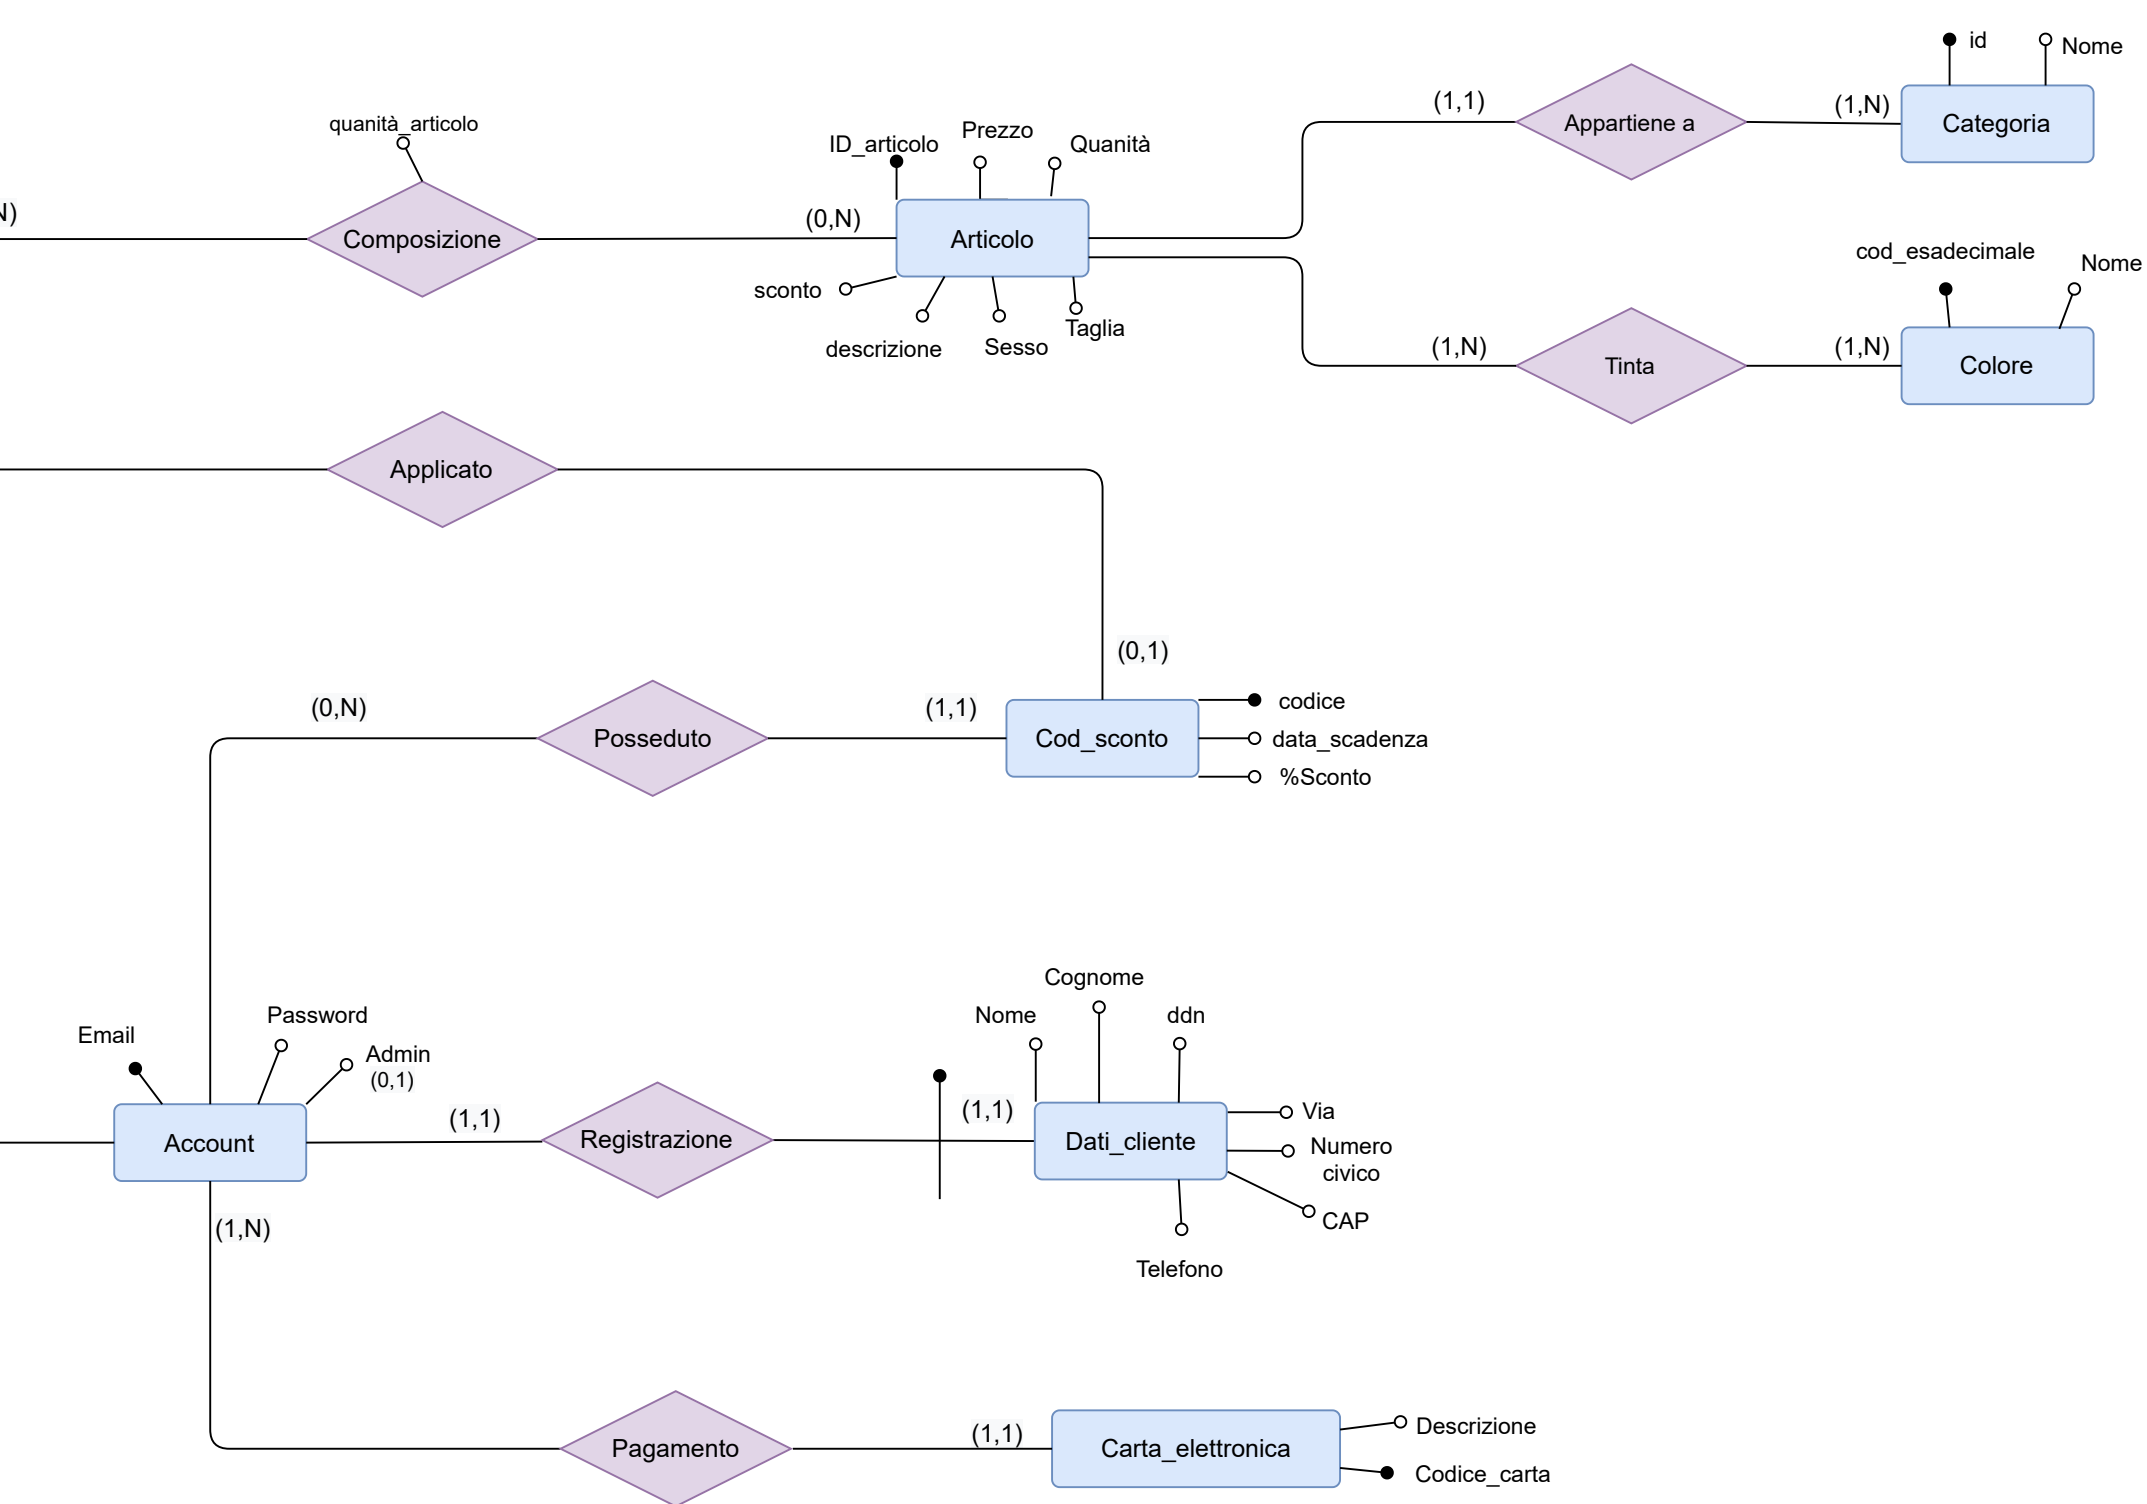 id
Nome
(1,1)
Appartiene a
(1,N)
Categoria
quanità_articolo
ID_articolo
Prezzo
Quanità
N)
Composizione
(0,N)
Articolo
sconto
descrizione
Sesso
Taglia
cod_esadecimale
Nome
(1,N)
Tinta
(1,N)
Colore
Applicato
(0,1)
(0,N)
Posseduto
(1,1)
Cod_sconto
codice
data_scadenza
%Sconto
Email
Password
Admin
(0,1)
Account
(1,1)
Registrazione
(1,1)
Nome
Cognome
ddn
Dati_cliente
Via
Numero
civico
CAP
Telefono
(1,N)
Pagamento
(1,1)
Carta_elettronica
Descrizione
Codice_carta